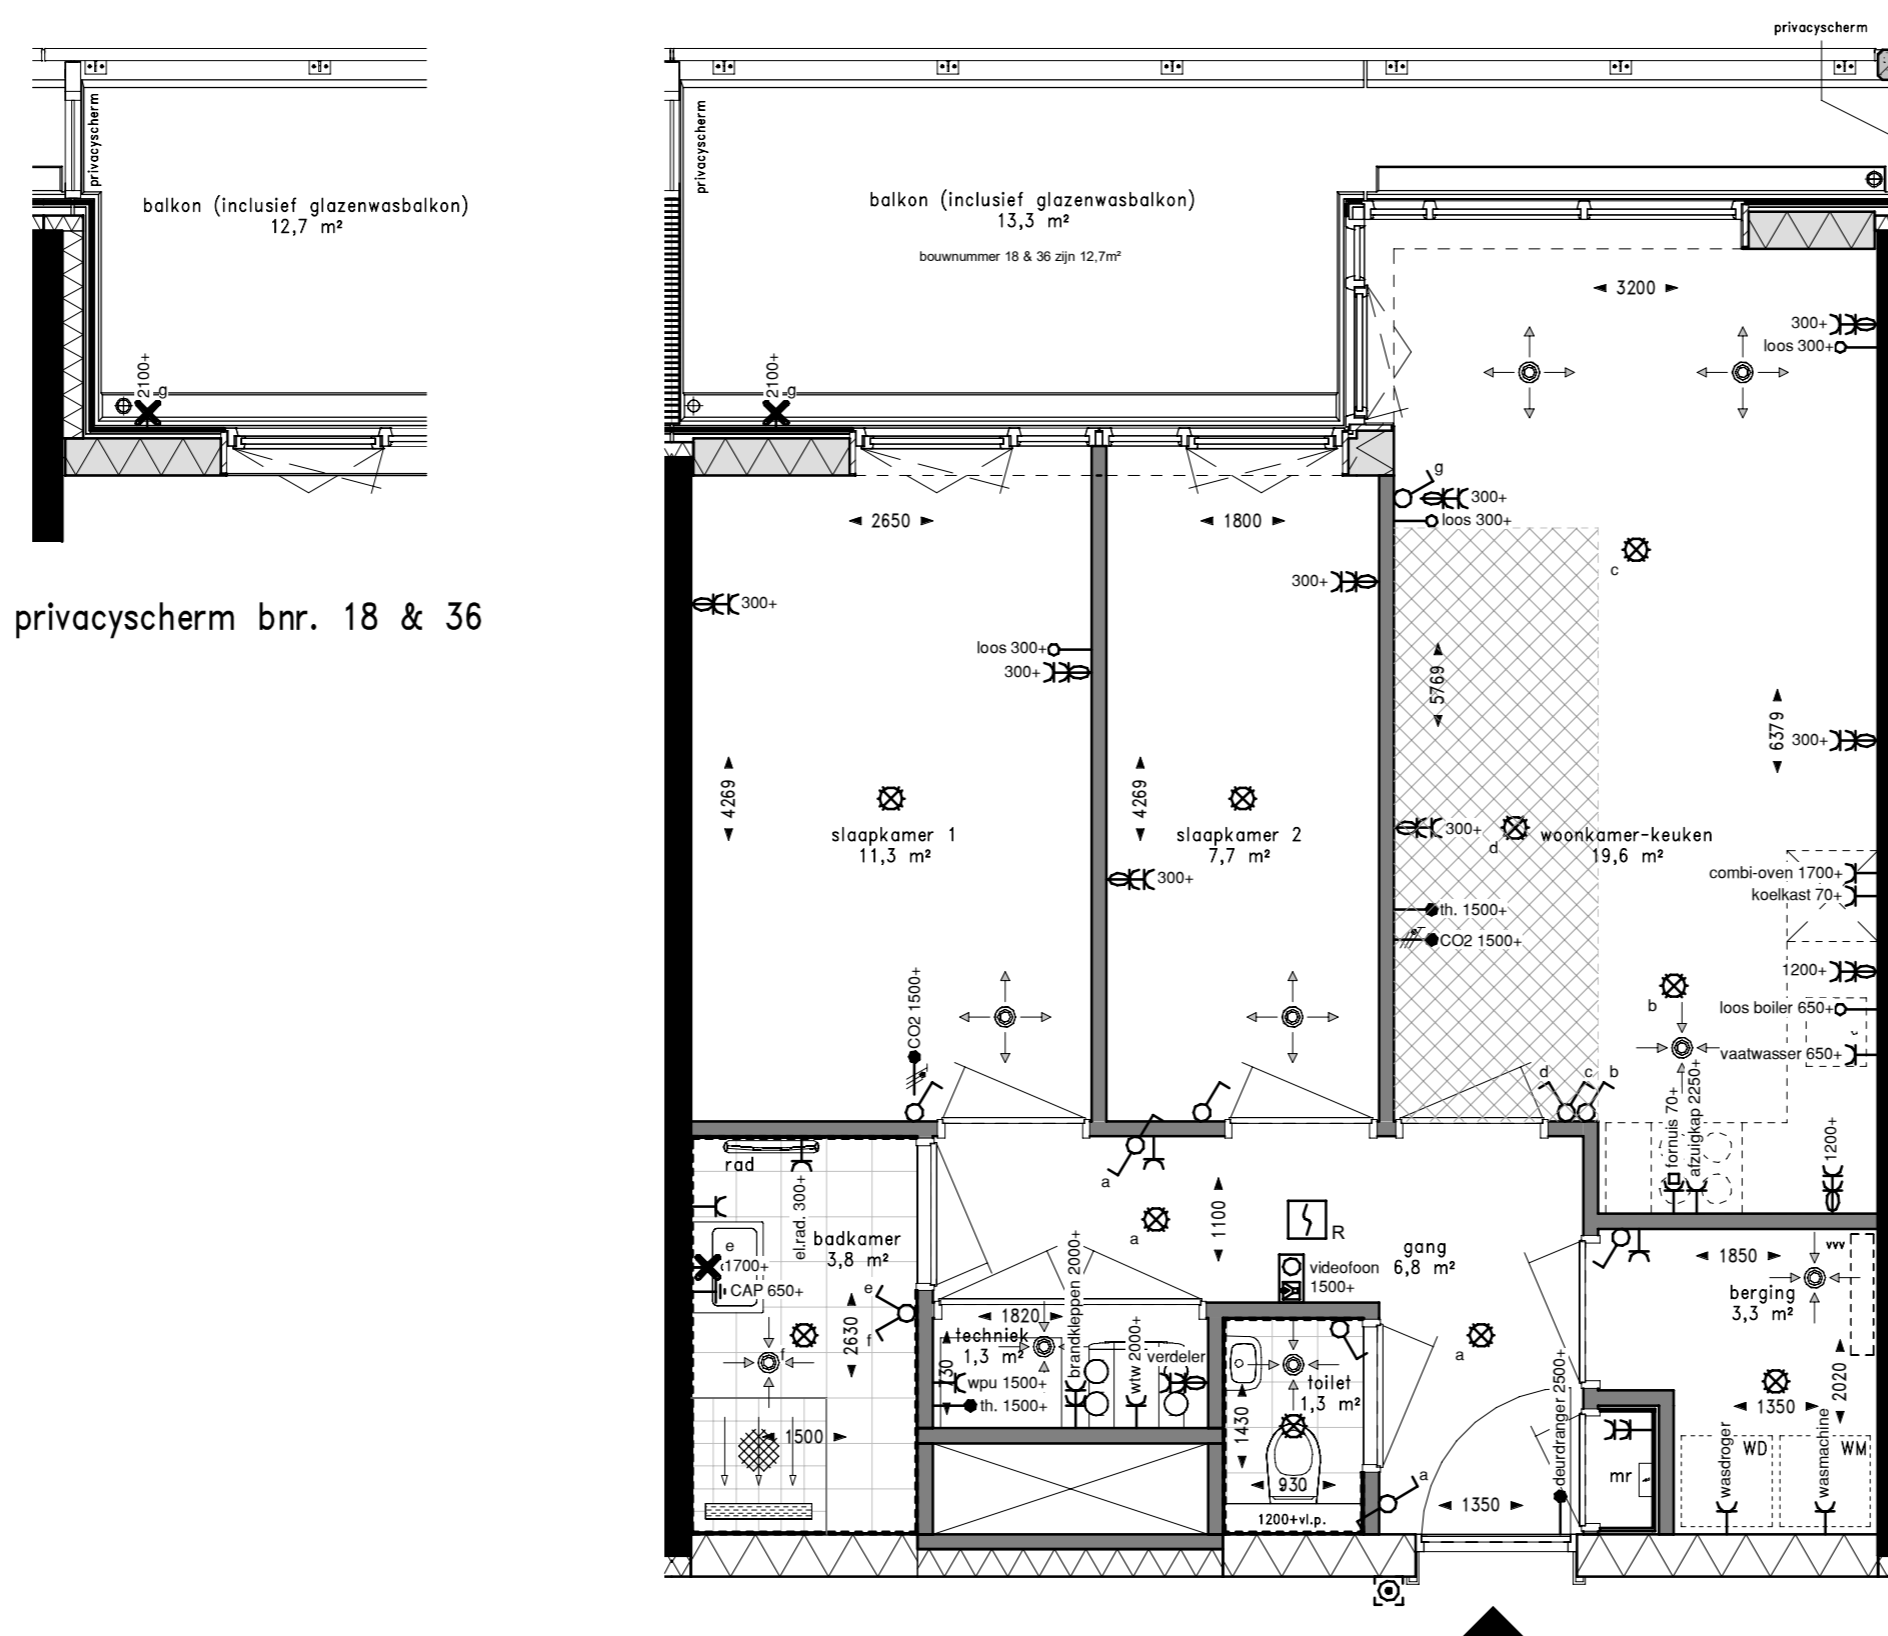 privacyscherm
privacyscherm
balkon (inclusief glazenwasbalkon)
12,7 m²
2100+
g
privacyscherm bnr. 18 & 36
privacyscherm
balkon (inclusief glazenwasbalkon)
13,3 m²
bouwnummer 18 & 36 zijn 12,7m²
2100+
g
3200
300+
loos 300+
g
300+
loos 300+
c
2650
1800
300+
300+
loos 300+
300+
5769
6379
300+
4269
slaapkamer 1
11,3 m²
4269
slaapkamer 2
7,7 m²
300+
300+
d
woonkamer-keuken
19,6 m²
combi-oven 1700+
koelkast 70+
th. 1500+
CO2 1500+
1200+
b
loos boiler 650+
vaatwasser 650+
CO2 1500+
d
c
b
fornuis 70+
afzuigkap 2250+
1200+
rad
el.rad. 300+
badkamer
3,8 m²
e
1700+
CAP 650+
e
f
f
2630
1500
a
a
1100
R
videofoon
1500+
gang
6,8 m²
1820
techniek
1,3 m²
730
wpu 1500+
th. 1500+
brandkleppen 2000+
wtw 2000+
verdeler
toilet
1,3 m²
1430
930
1200+vl.p.
a
a
1350
deurdranger 2500+
1850
vvv
berging
3,3 m²
2020
1350
mr
wasdroger
WD
wasmachine
WM